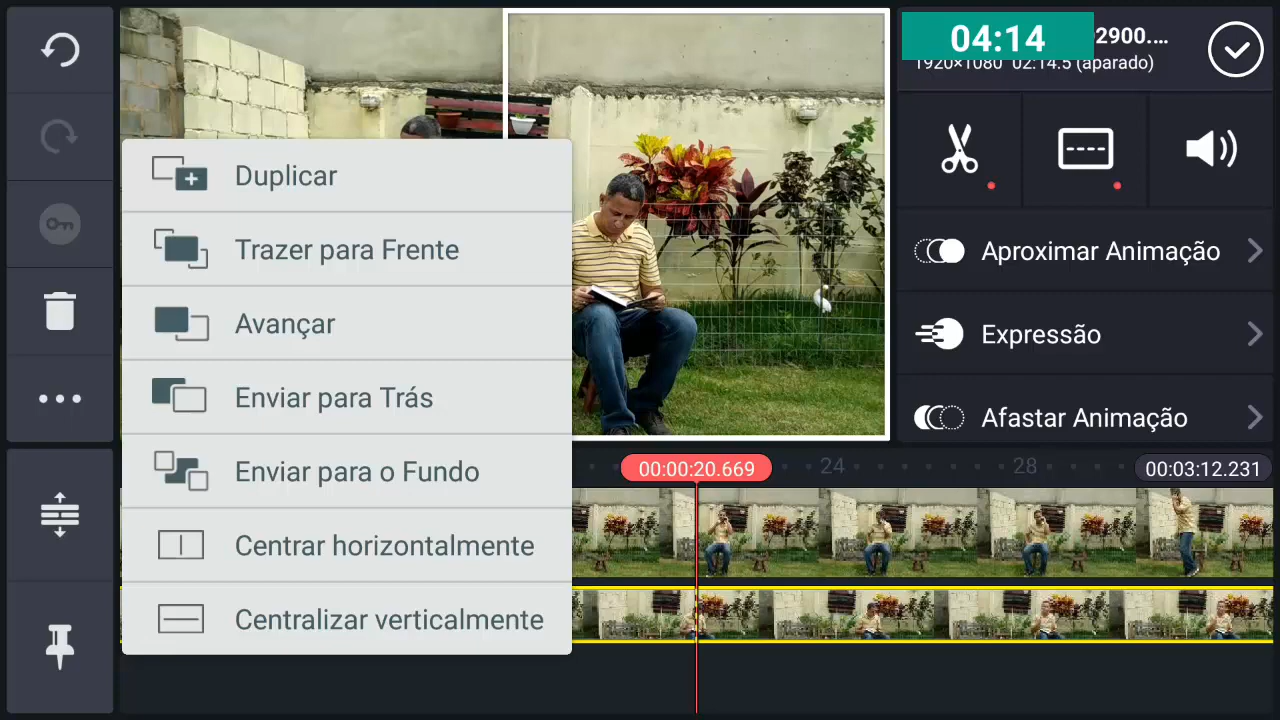 04:14
2900....
1920×1080 02:14.5 (aparado)
Duplicar
Trazer para Frente
Avançar
Enviar para Trás
Enviar para o Fundo
Centrar horizontalmente
Centralizar verticalmente
Aproximar Animação
Expressão
Afastar Animação
00:00:20.669
24
28
00:03:12.231